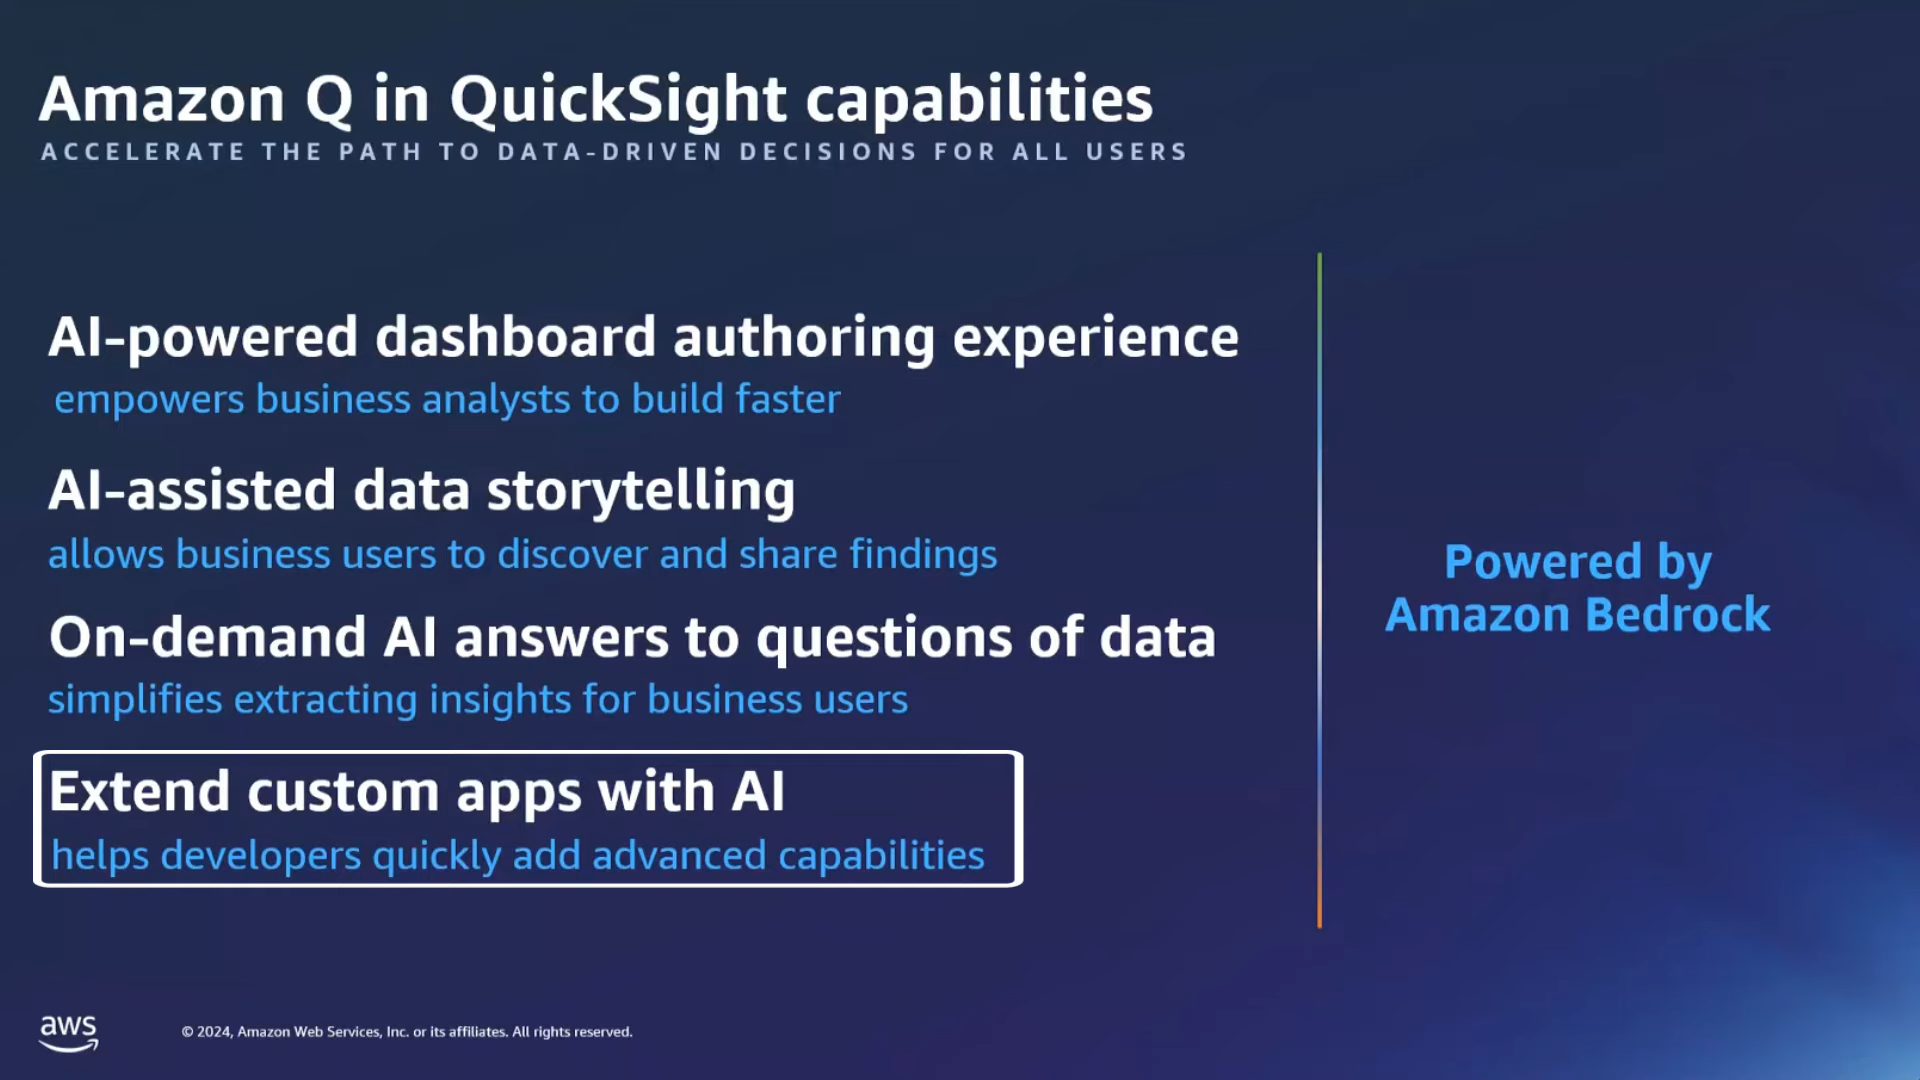 Amazon Q in QuickSight capabilities
ACCELERATE THE PATH TO DATA-DRIVEN DECISIONS FOR ALL USERS
AI-powered dashboard authoring experience
empowers business analysts to build faster
AI-assisted data storytelling
allows business users to discover and share findings
On-demand AI answers to questions of data
simplifies extracting insights for business users
Extend custom apps with AI
helps developers quickly add advanced capabilities
Powered by
Amazon Bedrock
aws
© 2024, Amazon Web Services, Inc. or its affiliates. All rights reserved.